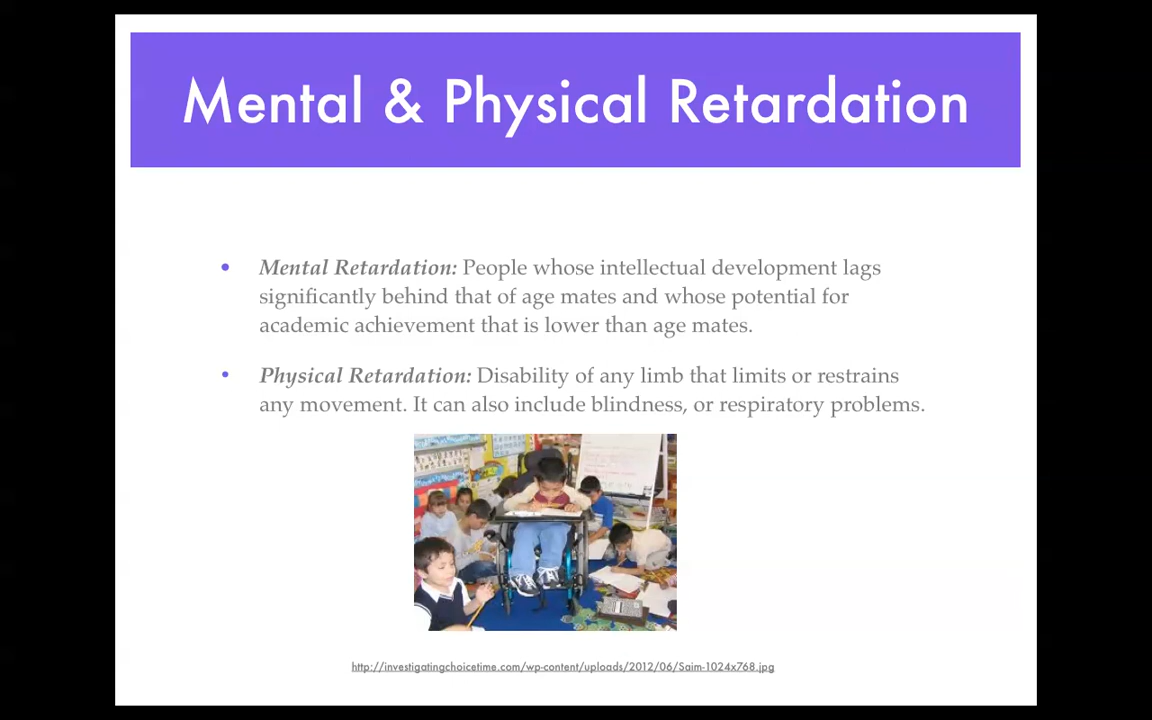 Mental & Physical Retardation
• Mental Retardation: People whose intellectual development lags
significantly behind that of age mates and whose potential for
academic achievement that is lower than age mates.
• Physical Retardation: Disability of any limb that limits or restrains
any movement. It can also include blindness, or respiratory problems.
http://investigatingchoicetime.com/wp-content/uploads/2012/06/Saim-1024x768.jpg